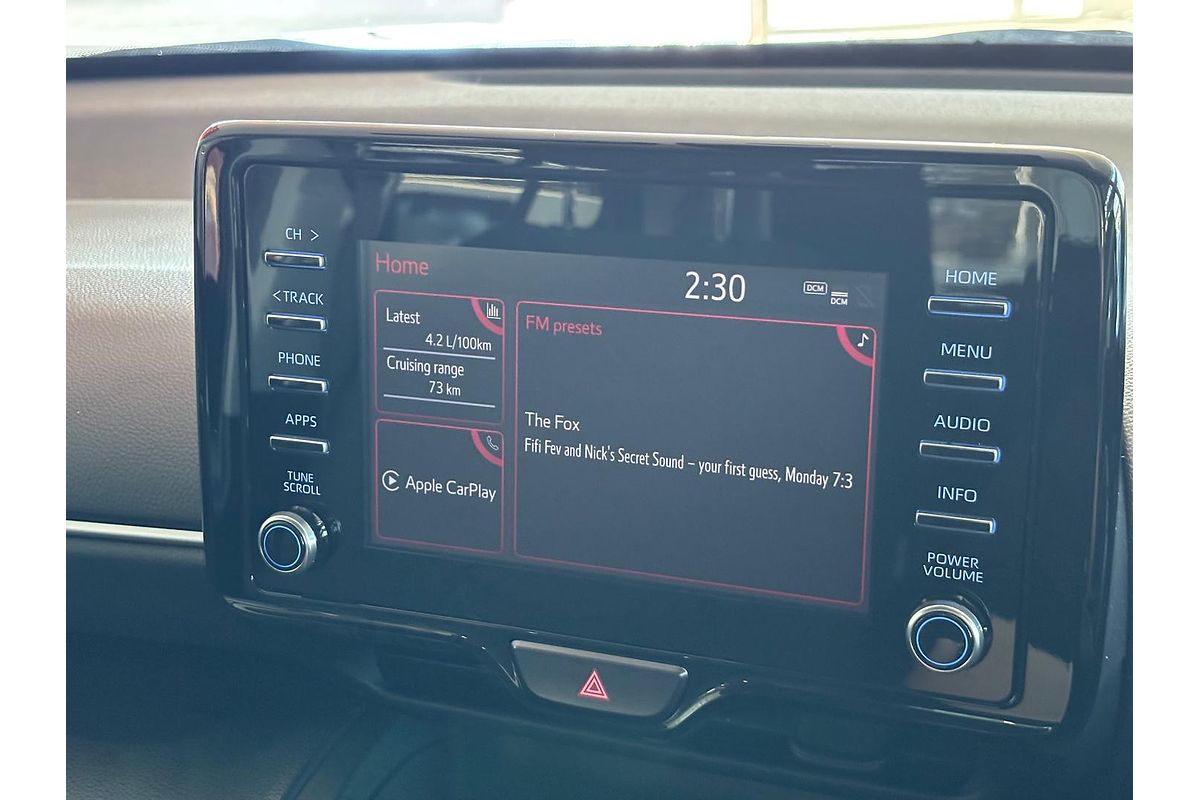 CH >
<TRACK
PHONE
APPS
TUNE
SCROLL
Home
2:30
DCM
DCM
Latest
4.2 L/100km
Cruising range
73 km
Apple CarPlay
FM presets
The Fox
Fifi Fev and Nick's Secret Sound – your first guess, Monday 7:3
HOME
MENU
AUDIO
INFO
POWER
VOLUME